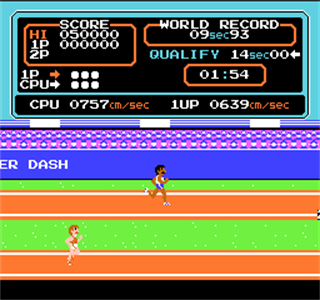 SCORE
HI 050000
1P 000000
2P
1P →
CPU→
WORLD RECORD
09sec93
QUALIFY 14sec00←
01:54
CPU 0757cm/sec 1UP 0639cm/sec
ER DASH